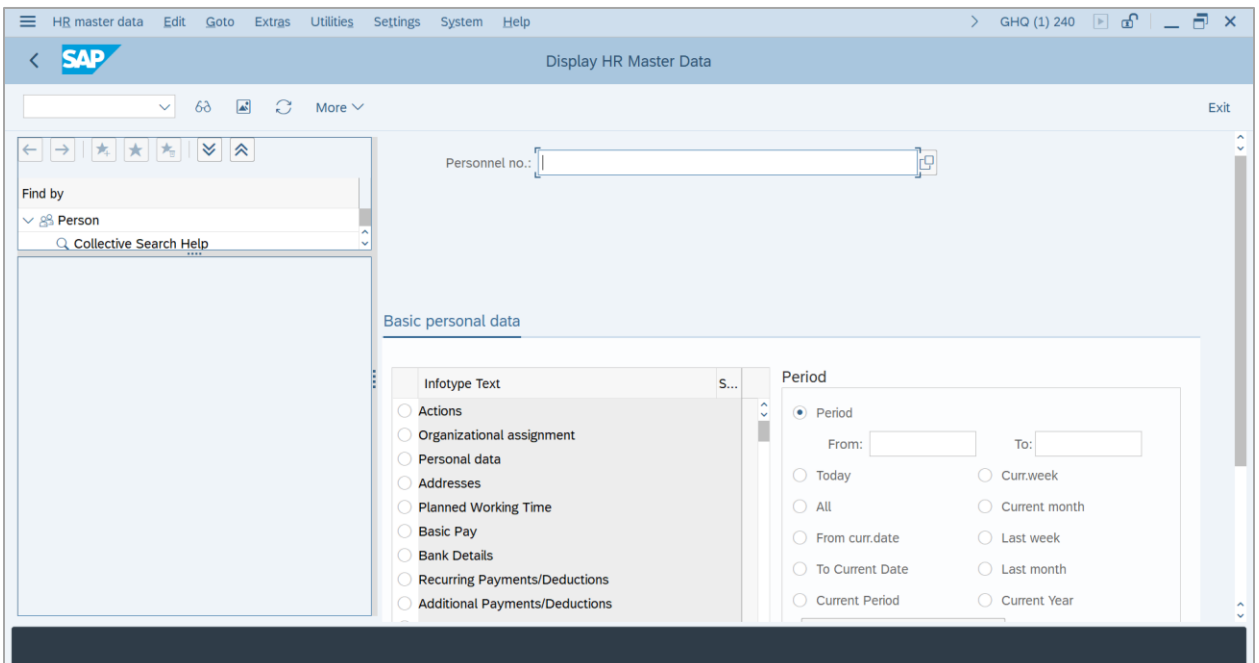 HR master data Edit Goto Extras Utilities Settings System Help GHQ (1) 240
SAP Display HR Master Data
More Exit
Personnel no.:
Find by
Person
Collective Search Help
Basic personal data
Infotype Text S...
Actions
Organizational assignment
Personal data
Addresses
Planned Working Time
Basic Pay
Bank Details
Recurring Payments/Deductions
Additional Payments/Deductions
Period
Period
From: To:
Today Curr.week
All Current month
From curr.date Last week
To Current Date Last month
Current Period Current Year